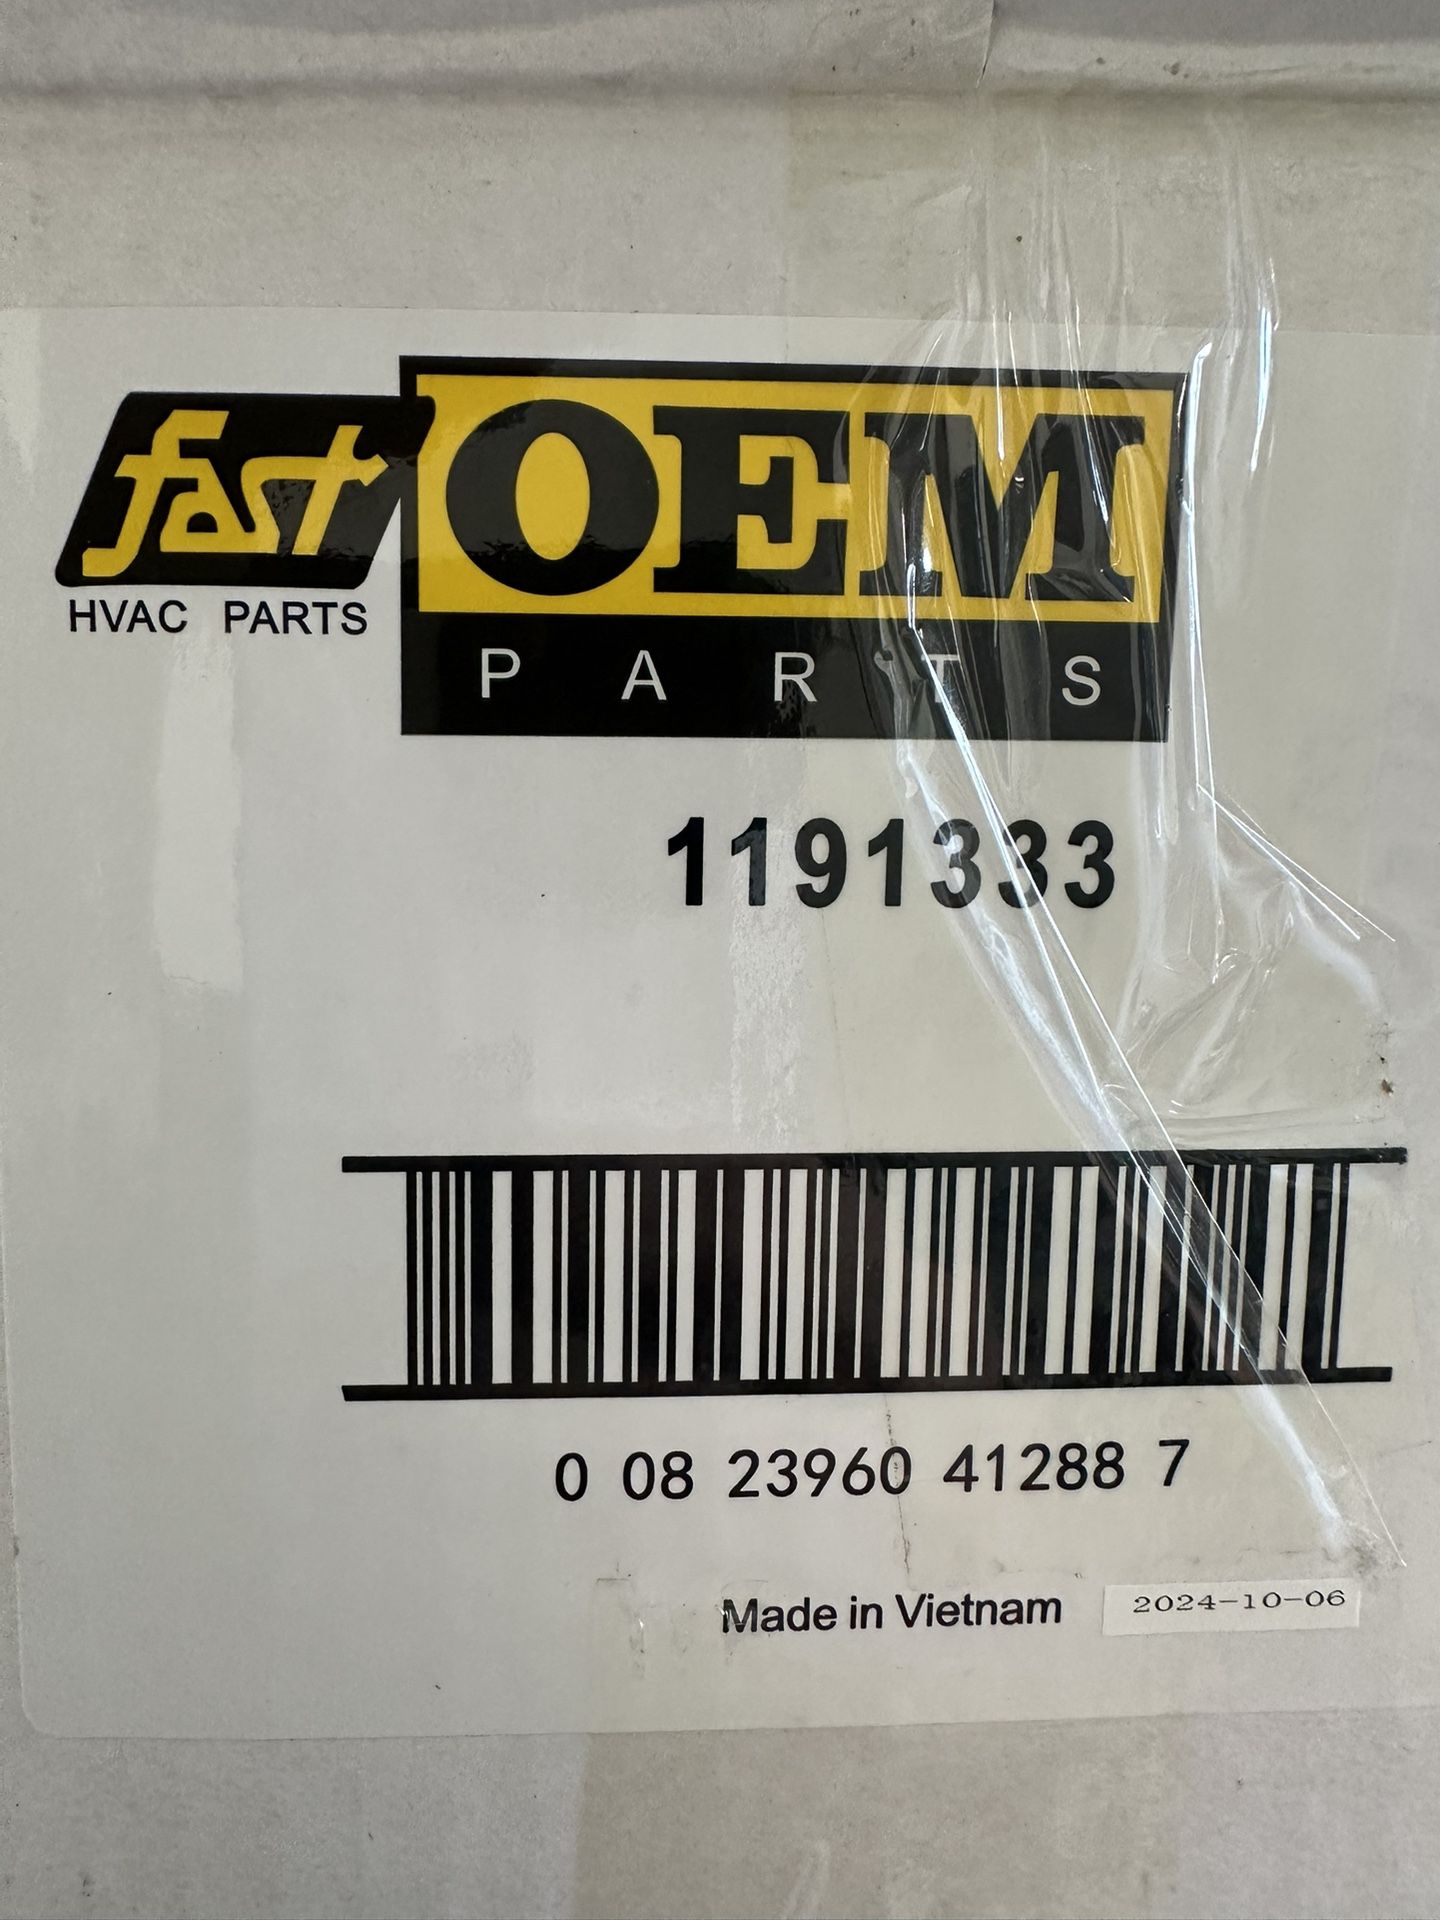 fast OEM
HVAC PARTS
PARTS
1191333
0 08 23960 41288 7
Made in Vietnam 2024-10-06